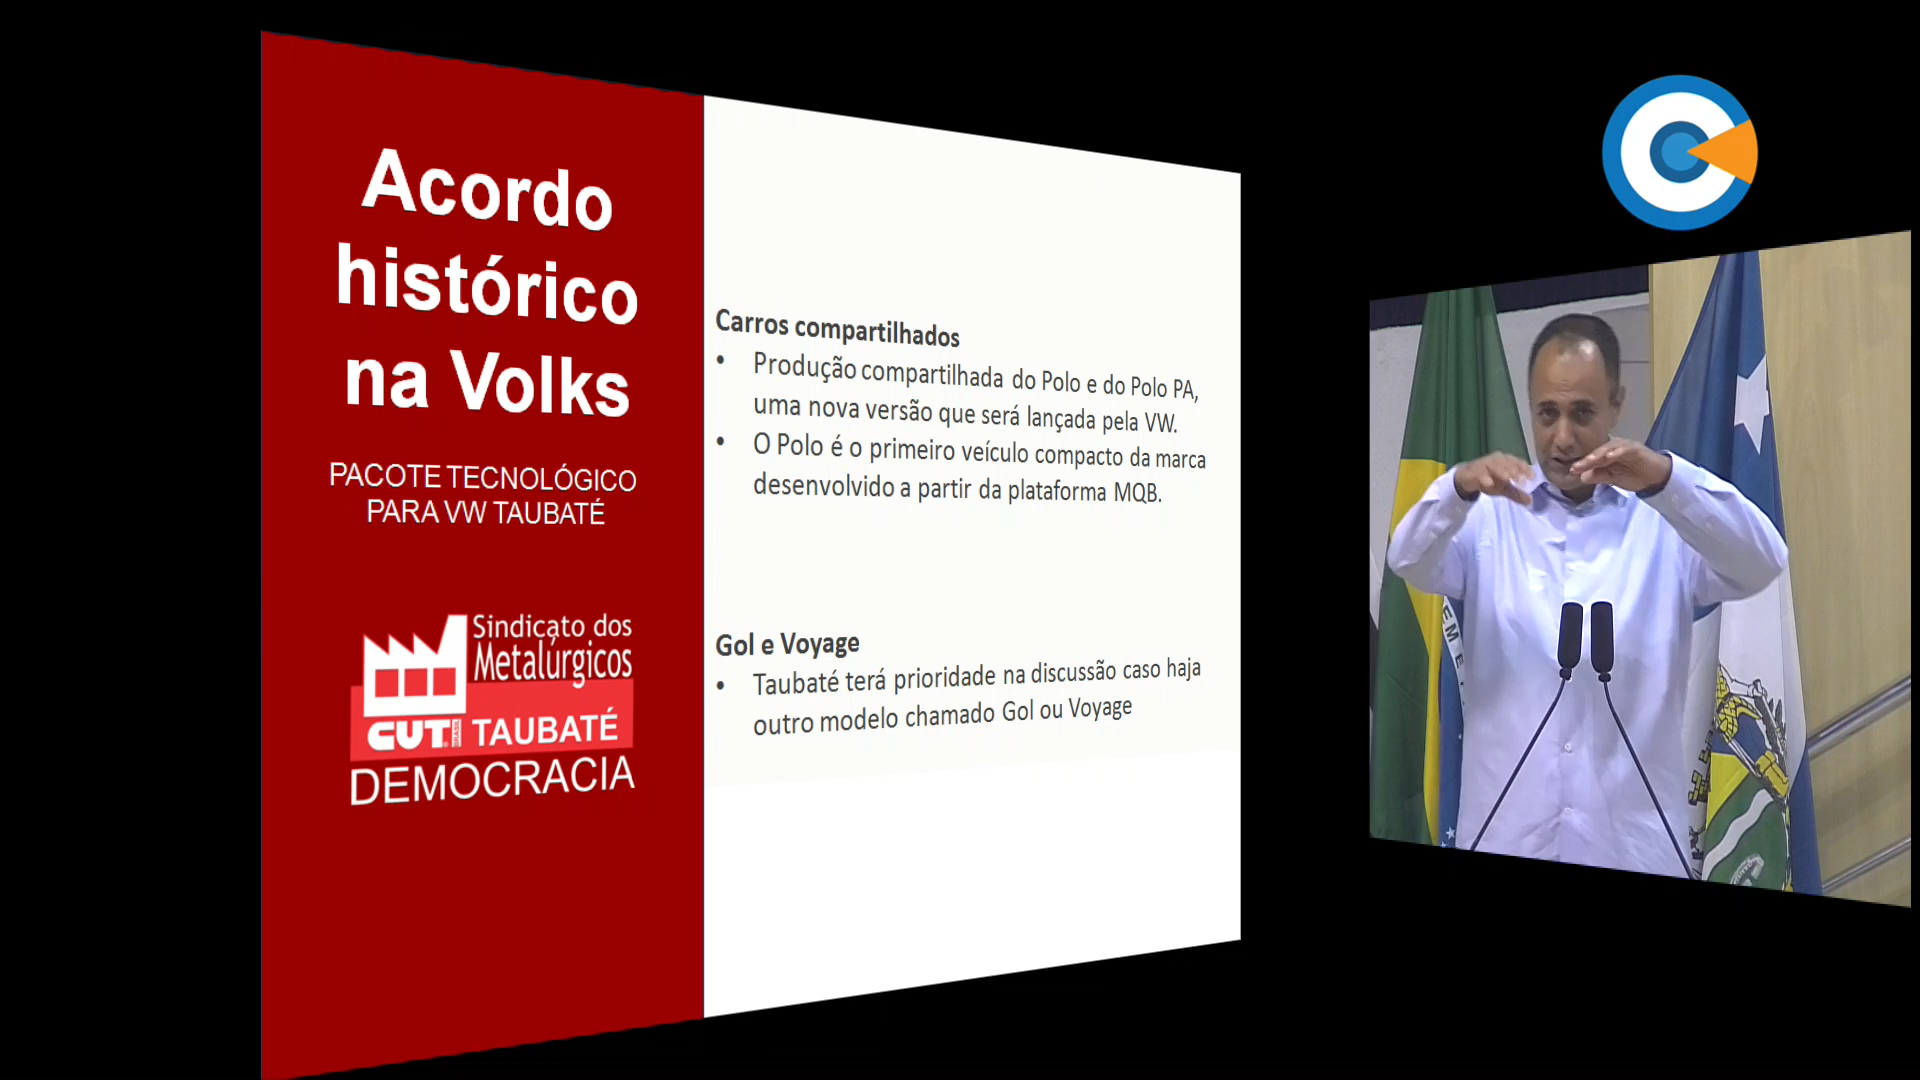 Acordo
histórico
na Volks
PACOTE TECNOLÓGICO
PARA VW TAUBATÉ
Sindicato dos
Metalúrgicos
CUT BRASIL TAUBATÉ
DEMOCRACIA
Carros compartilhados
• Produção compartilhada do Polo e do Polo PA,
uma nova versão que será lançada pela VW.
• O Polo é o primeiro veículo compacto da marca
desenvolvido a partir da plataforma MQB.
Gol e Voyage
• Taubaté terá prioridade na discussão caso haja
outro modelo chamado Gol ou Voyage
EM E